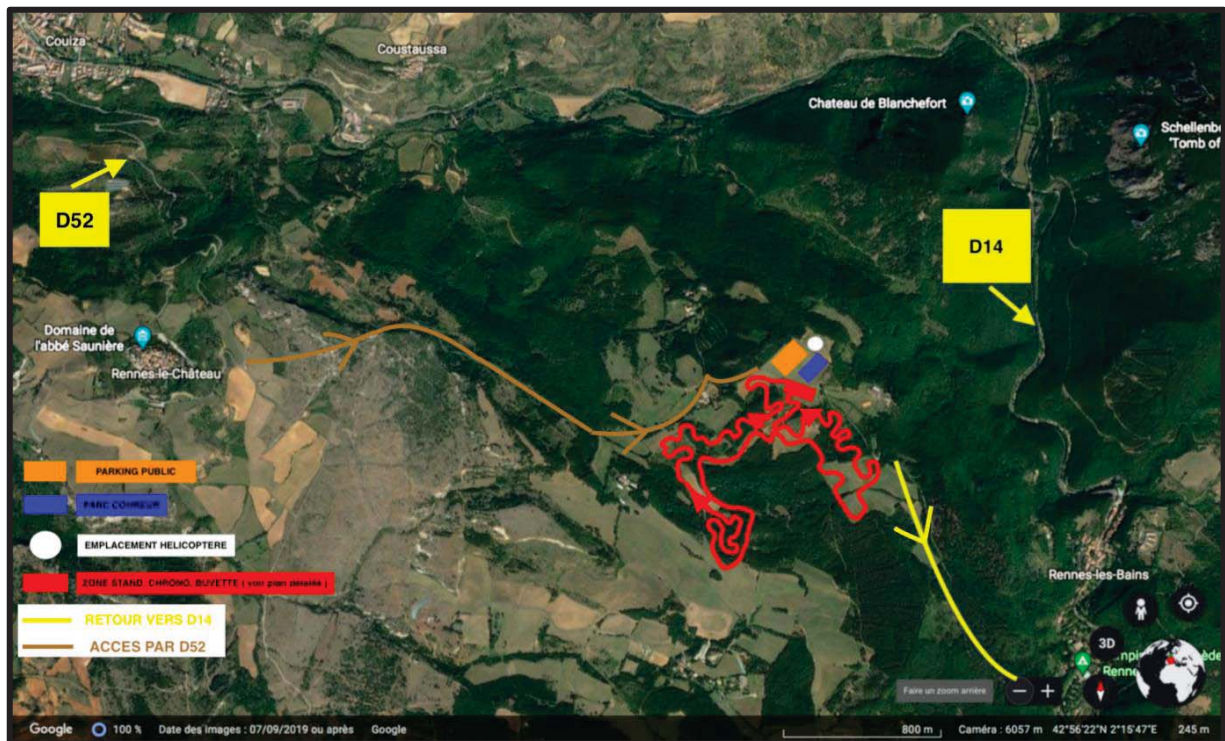 Couiza
Coustaussa
Chateau de Blanchefort
Schellenbe
'Tomb of
D52
D14
Domaine de
l'abbé Saunière
Rennes-le-Château
PARKING PUBLIC
PARC COUREUR
EMPLACEMENT HELICOPTERE
ZONE STAND, CHRONO, BUVETTE ( voir plan détaillé )
RETOUR VERS D14
ACCES PAR D52
Rennes-les-Bains
3D
Renne
Faire un zoom arrière
Google
100 %
Date des images : 07/09/2019 ou après
Google
800 m
Caméra : 6057 m
42°56'22"N 2°15'47"E
245 m